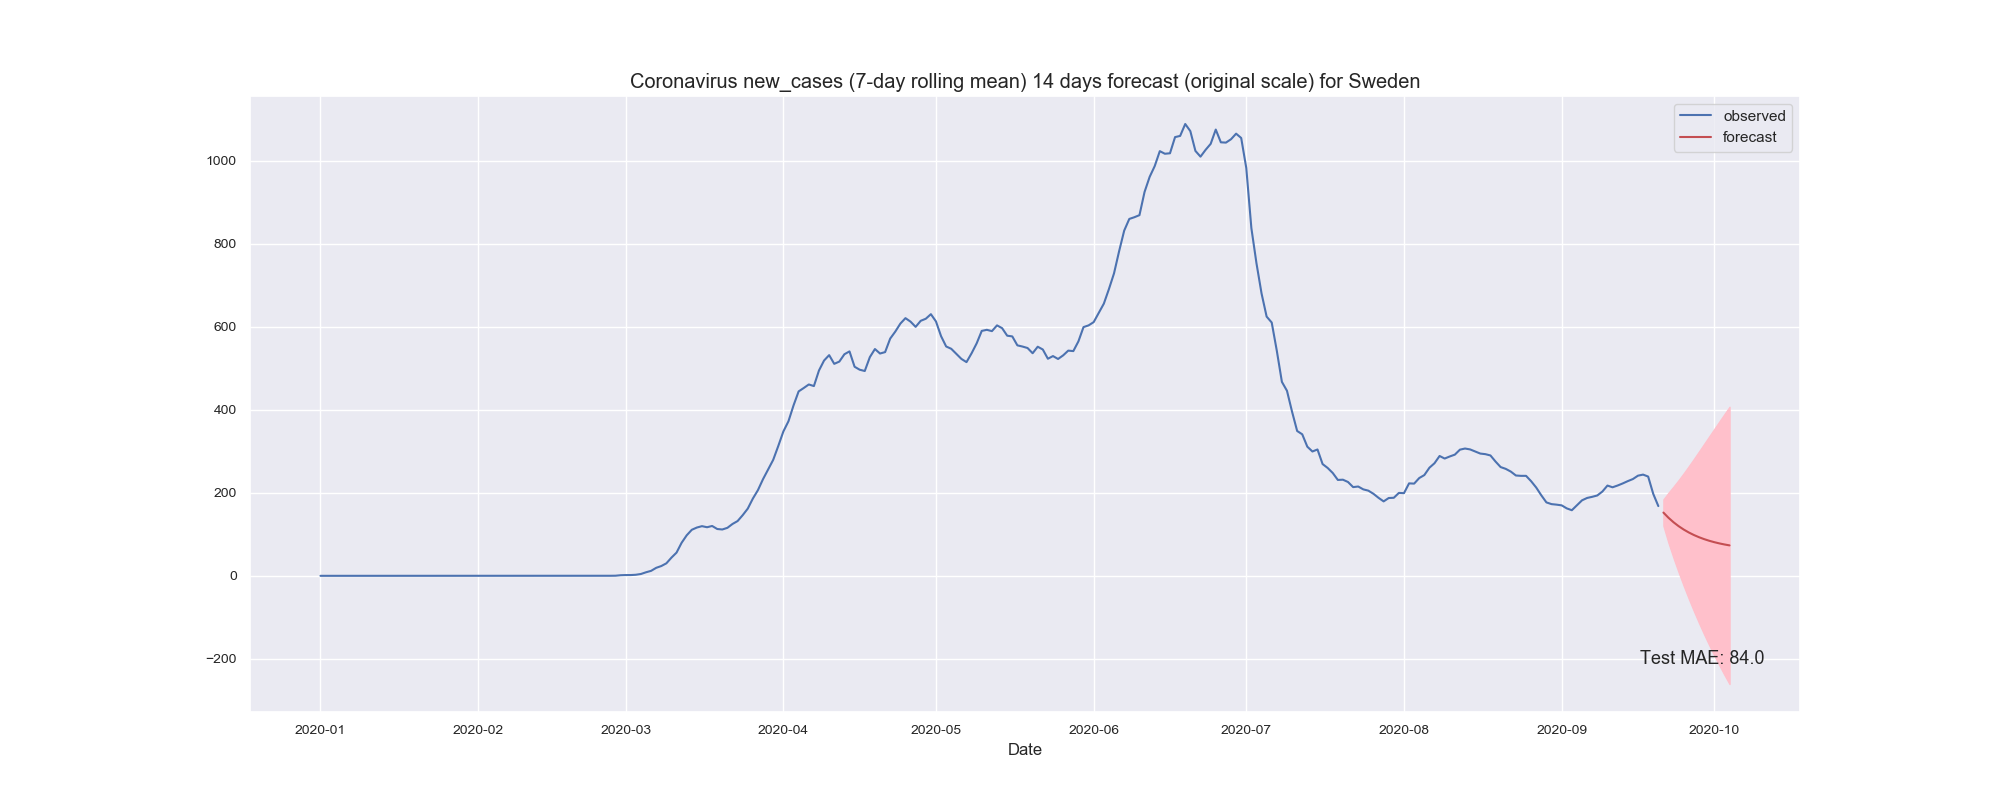 Coronavirus new_cases (7-day rolling mean) 14 days forecast (original scale) for Sweden
observed
forecast
1000
800
600
400
200
0
−200
Test MAE: 84.0
2020-01 2020-02 2020-03 2020-04 2020-05 2020-06 2020-07 2020-08 2020-09 2020-10
Date